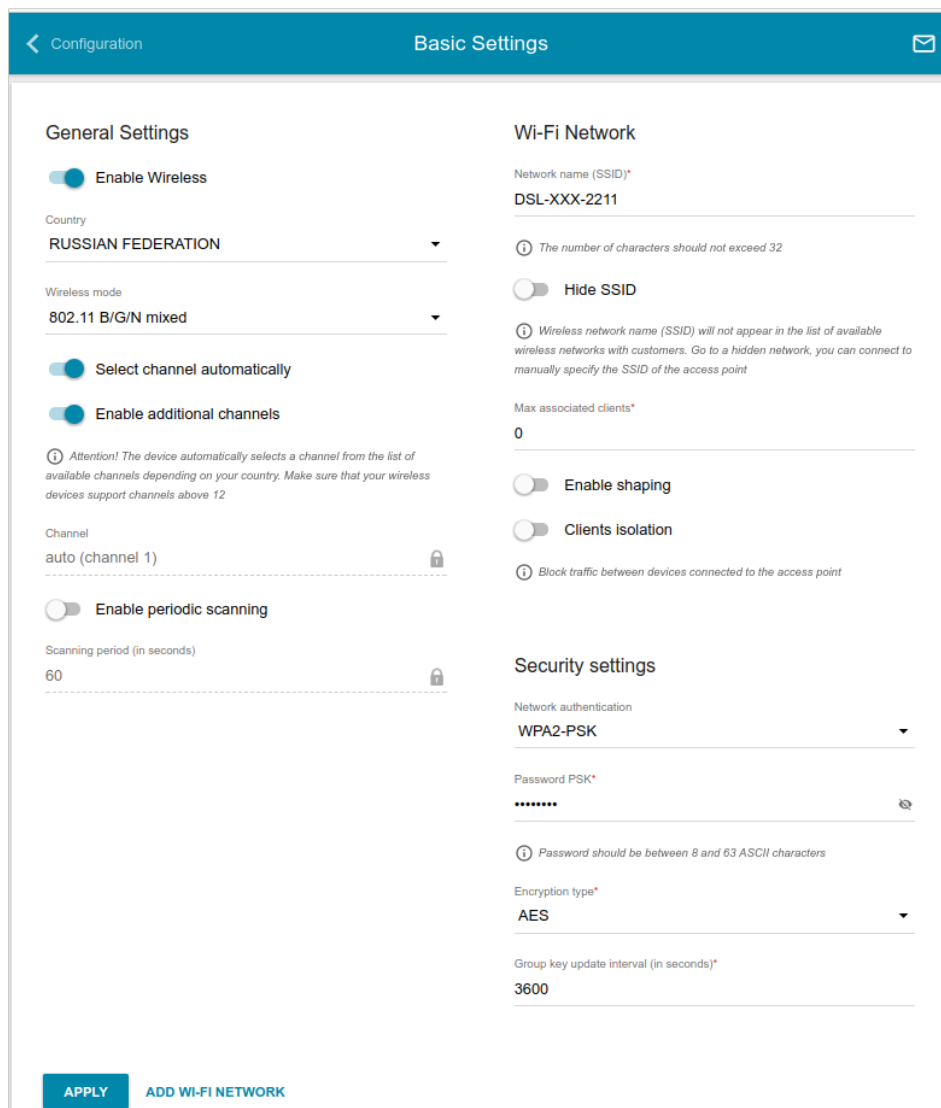 Configuration
Basic Settings
General Settings
Enable Wireless
Country
RUSSIAN FEDERATION
Wireless mode
802.11 B/G/N mixed
Select channel automatically
Enable additional channels
Attention! The device automatically selects a channel from the list of
available channels depending on your country. Make sure that your wireless
devices support channels above 12
Channel
auto (channel 1)
Enable periodic scanning
Scanning period (in seconds)
60
Wi-Fi Network
Network name (SSID)*
DSL-XXX-2211
The number of characters should not exceed 32
Hide SSID
Wireless network name (SSID) will not appear in the list of available
wireless networks with customers. Go to a hidden network, you can connect to
manually specify the SSID of the access point
Max associated clients*
0
Enable shaping
Clients isolation
Block traffic between devices connected to the access point
Security settings
Network authentication
WPA2-PSK
Password PSK*
••••••••
Password should be between 8 and 63 ASCII characters
Encryption type*
AES
Group key update interval (in seconds)*
3600
APPLY
ADD WI-FI NETWORK